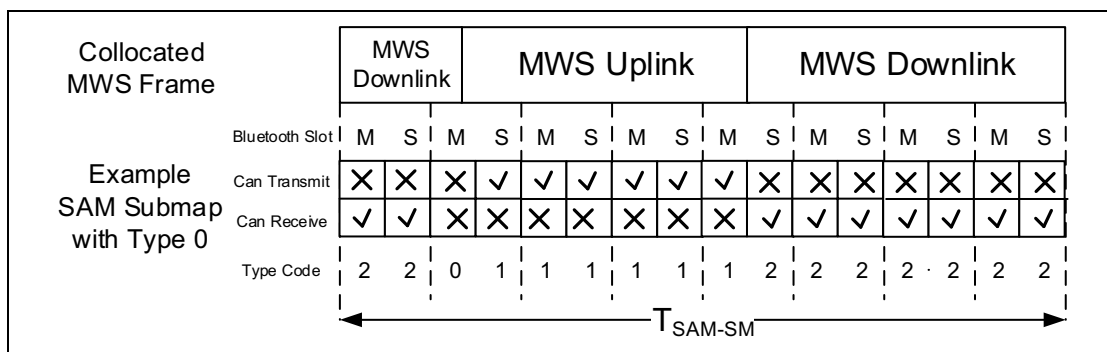 Collocated
MWS Frame
MWS
Downlink
MWS Uplink
MWS Downlink
Bluetooth Slot M S M S M S M S M S M S M S M S
Example
SAM Submap
with Type 0
Can Transmit ✕ ✕ ✕ ✓ ✓ ✓ ✓ ✓ ✓ ✕ ✕ ✕ ✕ ✕ ✕ ✕
Can Receive ✓ ✓ ✕ ✕ ✕ ✕ ✕ ✕ ✕ ✓ ✓ ✓ ✓ ✓ ✓ ✓
Type Code 2 2 0 1 1 1 1 1 1 2 2 2 2 · 2 2 2
TSAM-SM